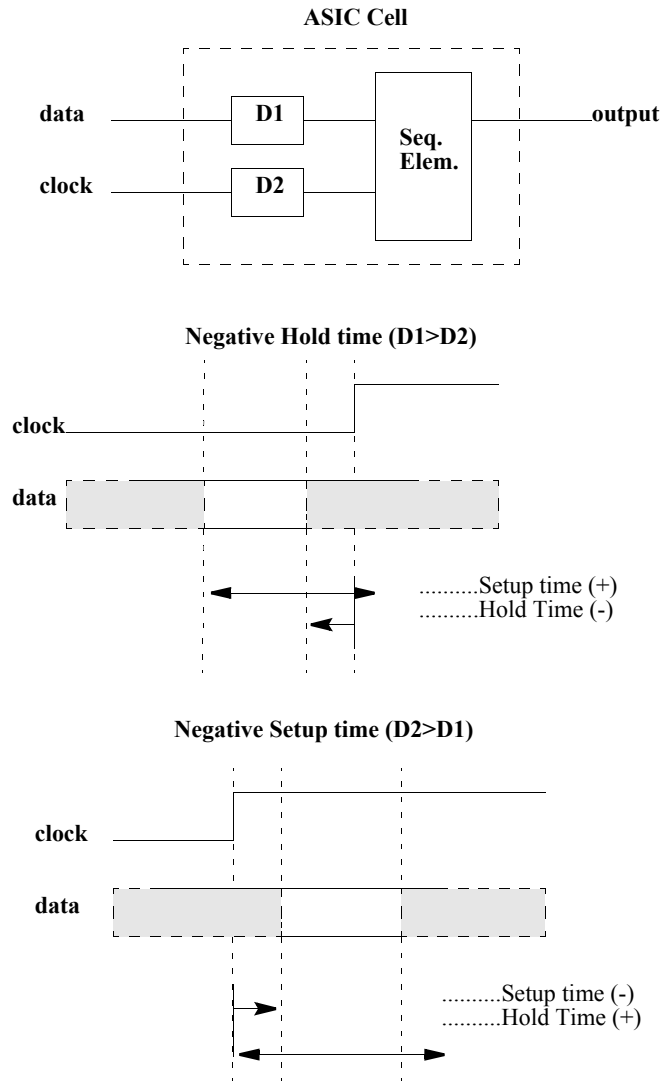 ASIC Cell
data
D1
output
Seq.
Elem.
clock
D2
Negative Hold time (D1>D2)
clock
data
..........Setup time (+)
..........Hold Time (-)
Negative Setup time (D2>D1)
clock
data
..........Setup time (-)
..........Hold Time (+)